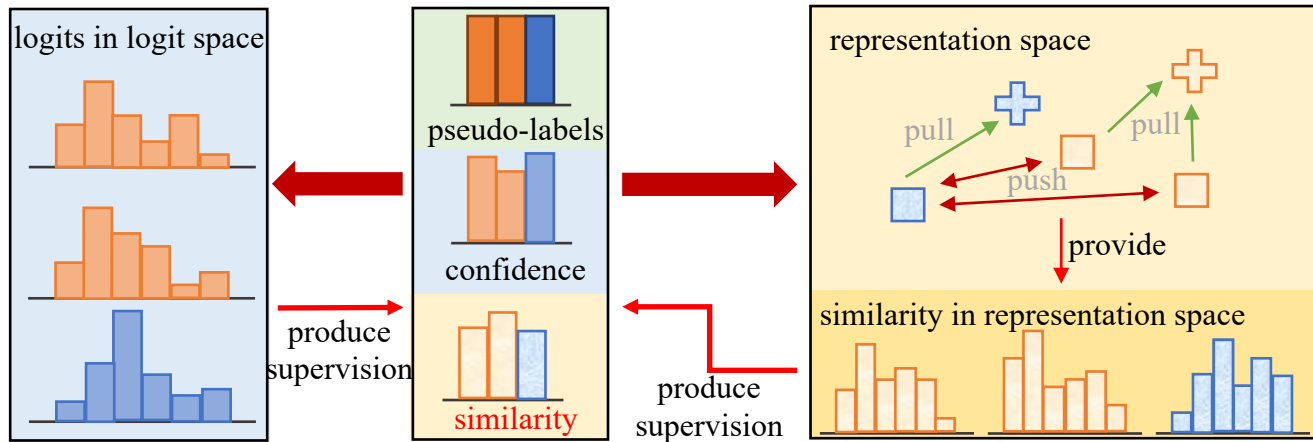 logits in logit space
produce
supervision
pseudo-labels
confidence
similarity
representation space
pull
pull
push
provide
similarity in representation space
produce
supervision